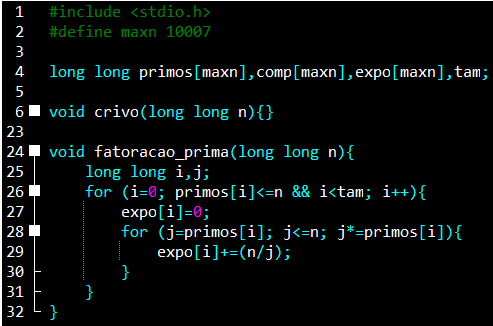 1 #include <stdio.h>
2 #define maxn 10007
3
4 long long primos[maxn],comp[maxn],expo[maxn],tam;
5
6 void crivo(long long n){}
23
24 void fatoracao_prima(long long n){
25     long long i,j;
26     for (i=0; primos[i]<=n && i<tam; i++){
27         expo[i]=0;
28         for (j=primos[i]; j<=n; j*=primos[i]){
29             expo[i]+=(n/j);
30         }
31     }
32 }